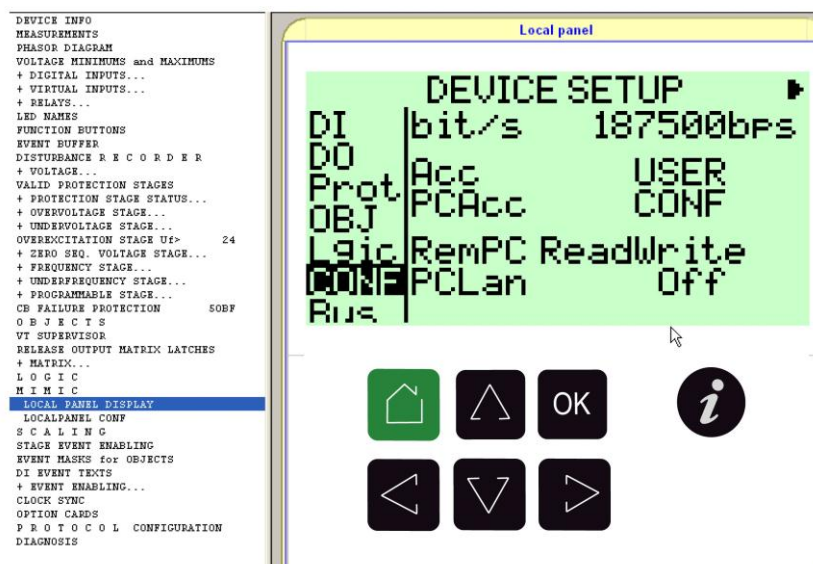 DEVICE INFO
MEASUREMENTS
PHASOR DIAGRAM
VOLTAGE MINIMUMS and MAXIMUMS
+ DIGITAL INPUTS...
+ VIRTUAL INPUTS...
+ RELAYS...
LED NAMES
FUNCTION BUTTONS
EVENT BUFFER
DISTURBANCE R E C O R D E R
+ VOLTAGE...
VALID PROTECTION STAGES
+ PROTECTION STAGE STATUS...
+ OVERVOLTAGE STAGE...
+ UNDERVOLTAGE STAGE...
OVEREXCITATION STAGE Uf> 24
+ ZERO SEQ. VOLTAGE STAGE...
+ FREQUENCY STAGE...
+ UNDERFREQUENCY STAGE...
+ PROGRAMMABLE STAGE...
CB FAILURE PROTECTION 50BF
O B J E C T S
VT SUPERVISOR
RELEASE OUTPUT MATRIX LATCHES
+ MATRIX...
L O G I C
M I M I C
LOCAL PANEL DISPLAY
LOCALPANEL CONF
S C A L I N G
STAGE EVENT ENABLING
EVENT MASKS for OBJECTS
DI EVENT TEXTS
+ EVENT ENABLING...
CLOCK SYNC
OPTION CARDS
P R O T O C O L CONFIGURATION
DIAGNOSIS
Local panel
DEVICE SETUP
DI
DO
Prot
OBJ
Lgic
CONF
Bus
bit/s 187500bps
Acc USER
PCAcc CONF
RemPC ReadWrite
PCLan Off
OK
i